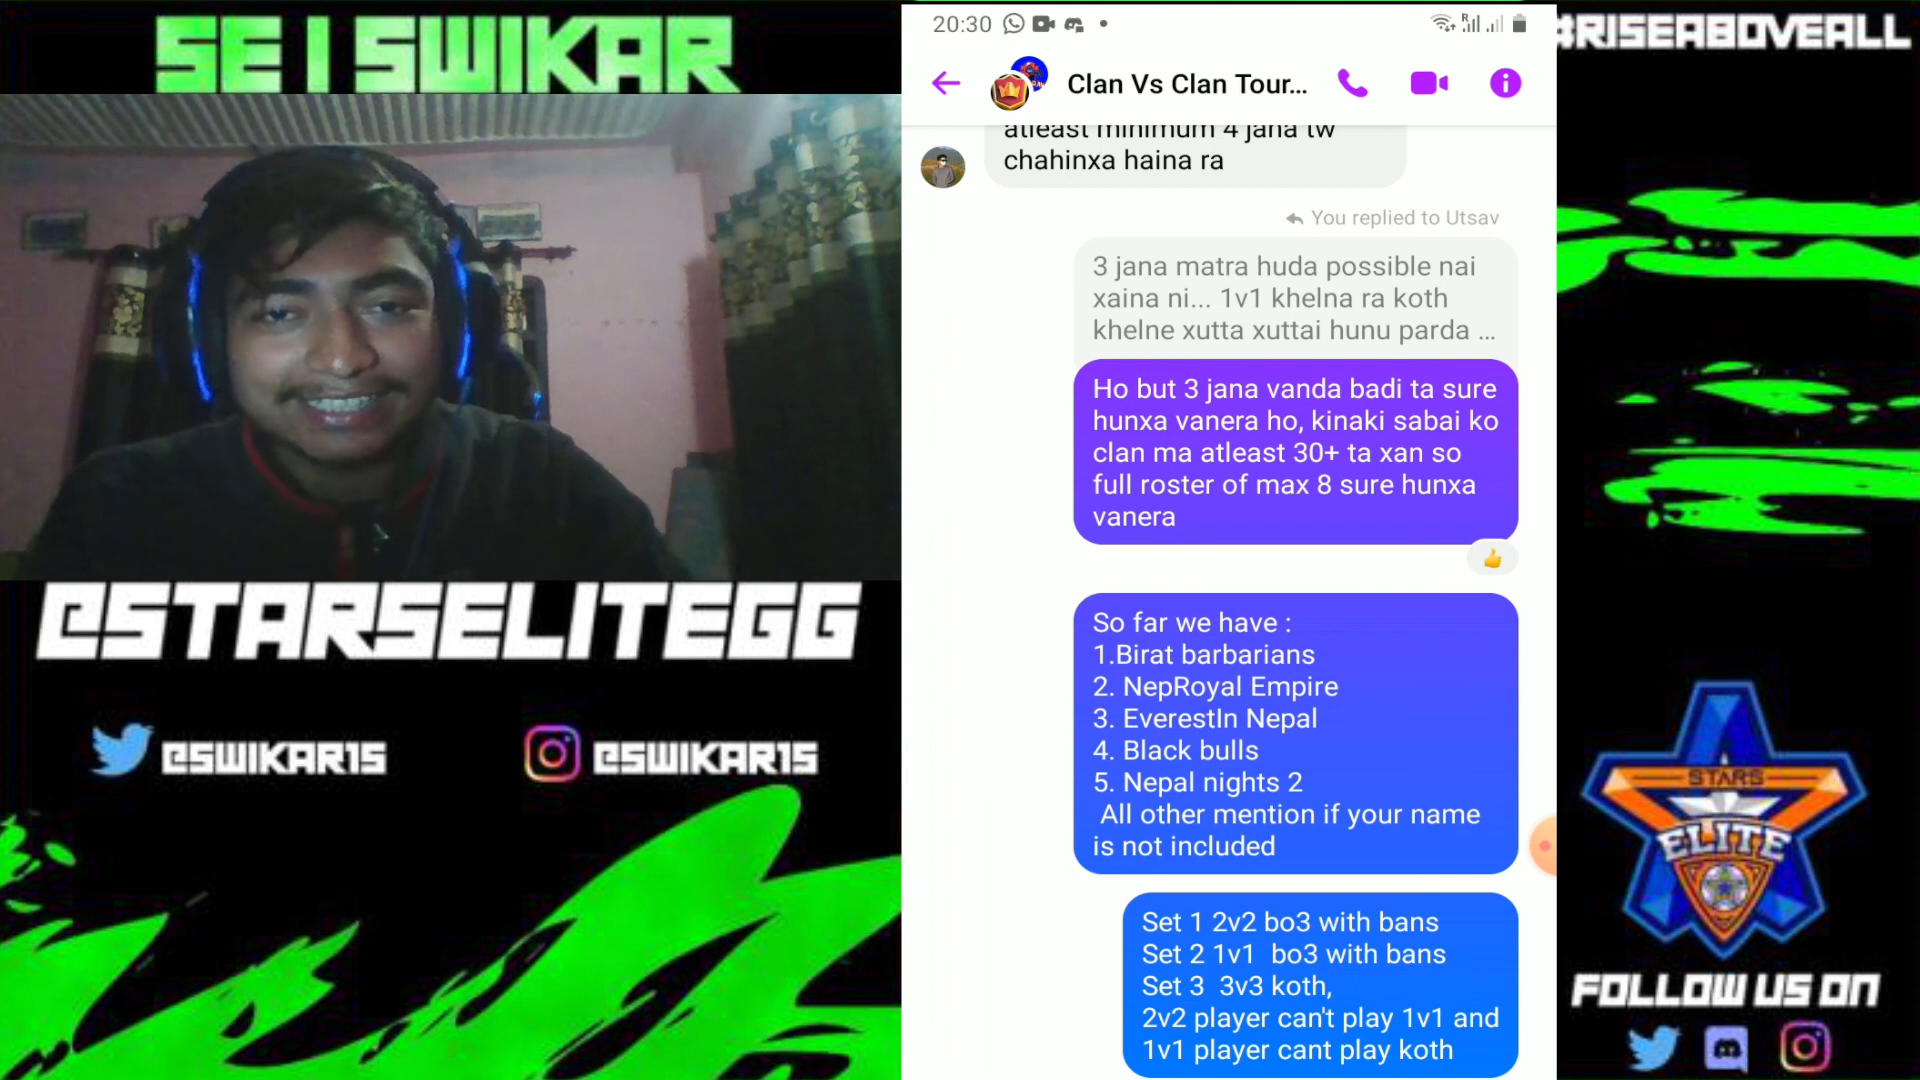 SE | SWIKAR
@STARSELITEGG
@SWIKAR15
@SWIKAR15
20:30
Clan Vs Clan Tour...
atleast minimum 4 jana tw
chahinxa haina ra
You replied to Utsav
3 jana matra huda possible nai
xaina ni... 1v1 khelna ra koth
khelne xutta xuttai hunu parda ...
Ho but 3 jana vanda badi ta sure
hunxa vanera ho, kinaki sabai ko
clan ma atleast 30+ ta xan so
full roster of max 8 sure hunxa
vanera
So far we have :
1.Birat barbarians
2. NepRoyal Empire
3. EverestIn Nepal
4. Black bulls
5. Nepal nights 2
All other mention if your name
is not included
Set 1 2v2 bo3 with bans
Set 2 1v1  bo3 with bans
Set 3  3v3 koth,
2v2 player can't play 1v1 and
1v1 player cant play koth
#RISEABOVEALL
STARS
ELITE
FOLLOW US ON